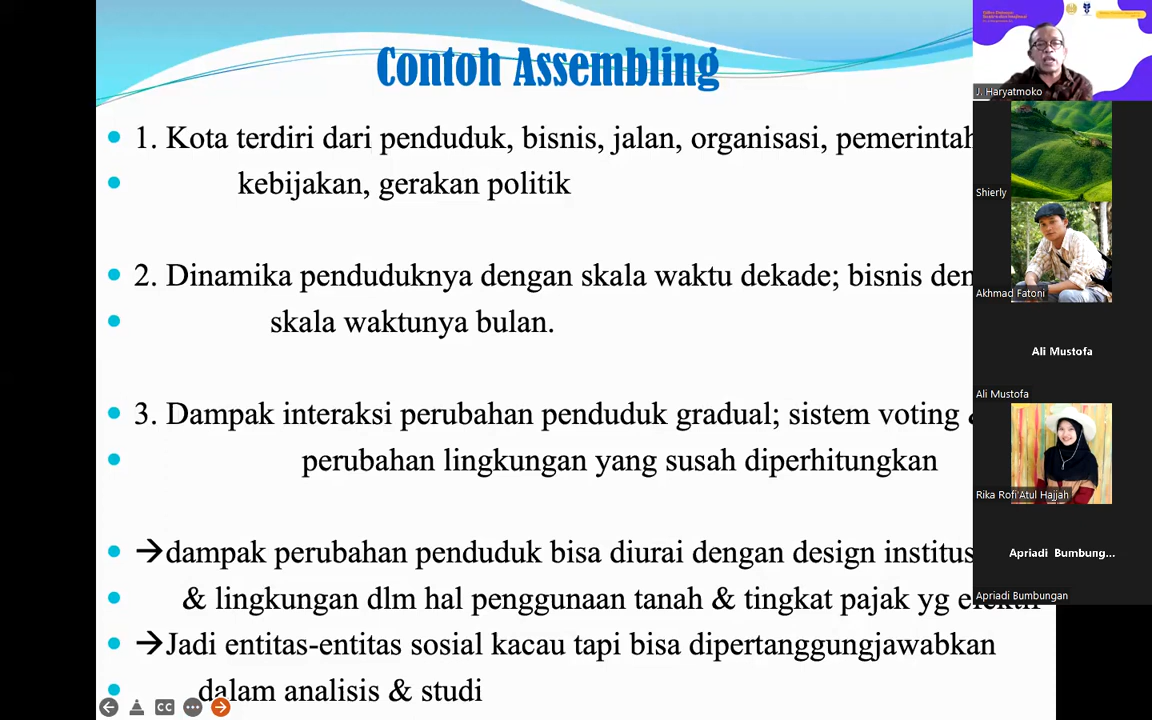 Contoh Assembling
1. Kota terdiri dari penduduk, bisnis, jalan, organisasi, pemerintah
kebijakan, gerakan politik
2. Dinamika penduduknya dengan skala waktu dekade; bisnis den
skala waktunya bulan.
3. Dampak interaksi perubahan penduduk gradual; sistem voting
perubahan lingkungan yang susah diperhitungkan
→dampak perubahan penduduk bisa diurai dengan design institus
& lingkungan dlm hal penggunaan tanah & tingkat pajak yg efektif
→Jadi entitas-entitas sosial kacau tapi bisa dipertanggungjawabkan
dalam analisis & studi
CC
J. Haryatmoko
Shierly
Akhmad Fatoni
Ali Mustofa
Ali Mustofa
Rika Rofi'Atul Hajjah
Apriadi Bumbung...
Apriadi Bumbungan